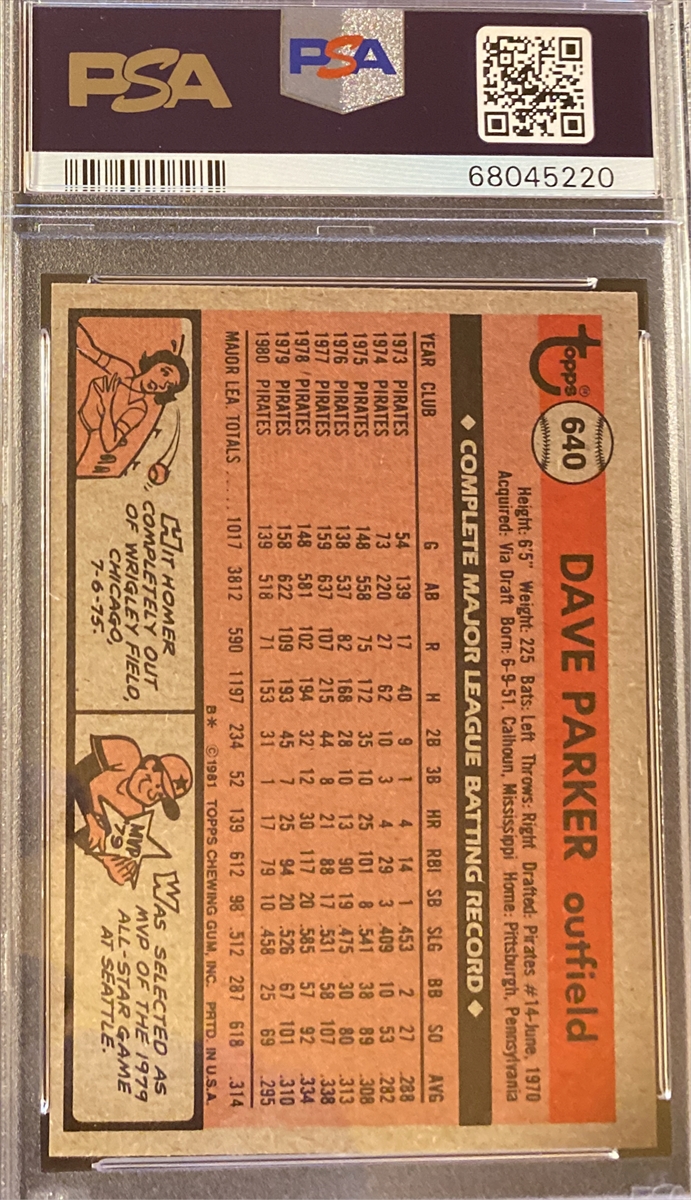 PSA
PSA
68045220
Topps®
640
DAVE PARKER outfield
Height: 6'5" Weight: 225 Bats: Left Throws: Right Drafted: Pirates #14-June, 1970
Acquired: Via Draft Born: 6-9-51, Calhoun, Mississippi Home: Pittsburgh, Pennsylvania
◆ COMPLETE MAJOR LEAGUE BATTING RECORD ◆
YEAR CLUB G AB R H 2B 3B HR RBI SB SLG BB SO AVG
1973 PIRATES 54 139 17 40 9 1 4 14 1 .453 2 27 .288
1974 PIRATES 73 220 27 62 10 3 4 29 3 .409 10 53 .282
1975 PIRATES 148 558 75 172 35 10 25 101 8 .541 38 89 .308
1976 PIRATES 138 537 82 168 28 10 13 90 19 .475 30 80 .313
1977 PIRATES 159 637 107 215 44 8 21 88 17 .531 58 107 .338
1978 PIRATES 148 581 102 194 32 12 30 117 20 .585 57 92 .334
1979 PIRATES 158 622 109 193 45 7 25 94 20 .526 67 101 .310
1980 PIRATES 139 518 71 153 31 1 17 79 10 .458 25 69 .295
MAJOR LEA. TOTALS ..... 1017 3812 590 1197 234 52 139 612 98 .512 287 618 .314
B* ©1981 TOPPS CHEWING GUM, INC. PRTD. IN U.S.A.
HIT HOMER
COMPLETELY OUT
OF WRIGLEY FIELD,
CHICAGO,
7-6-75.
MVP
79
WAS SELECTED AS
MVP OF THE 1979
ALL-STAR GAME
AT SEATTLE.